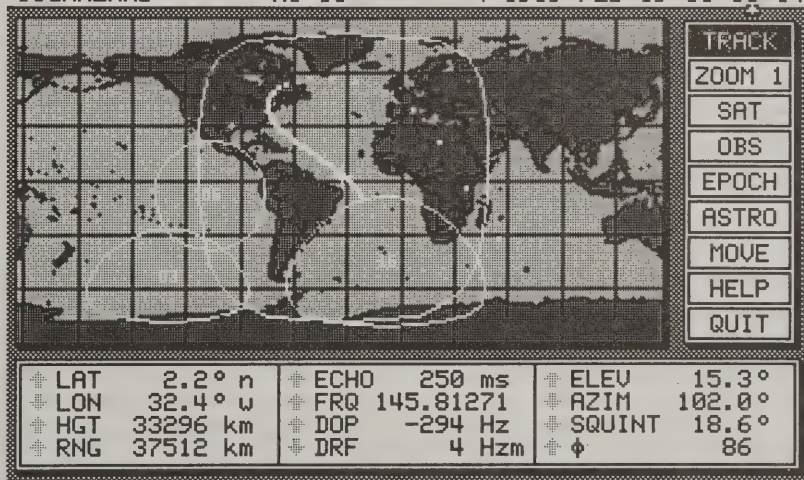 TRACK
ZOOM 1
SAT
OBS
EPOCH
ASTRO
MOVE
HELP
QUIT
LAT 2.2° n
LON 32.4° w
HGT 33296 km
RNG 37512 km
ECHO 250 ms
FRQ 145.81271
DOP -294 Hz
DRF 4 Hzm
ELEV 15.3°
AZIM 102.0°
SQUINT 18.6°
ϕ 86